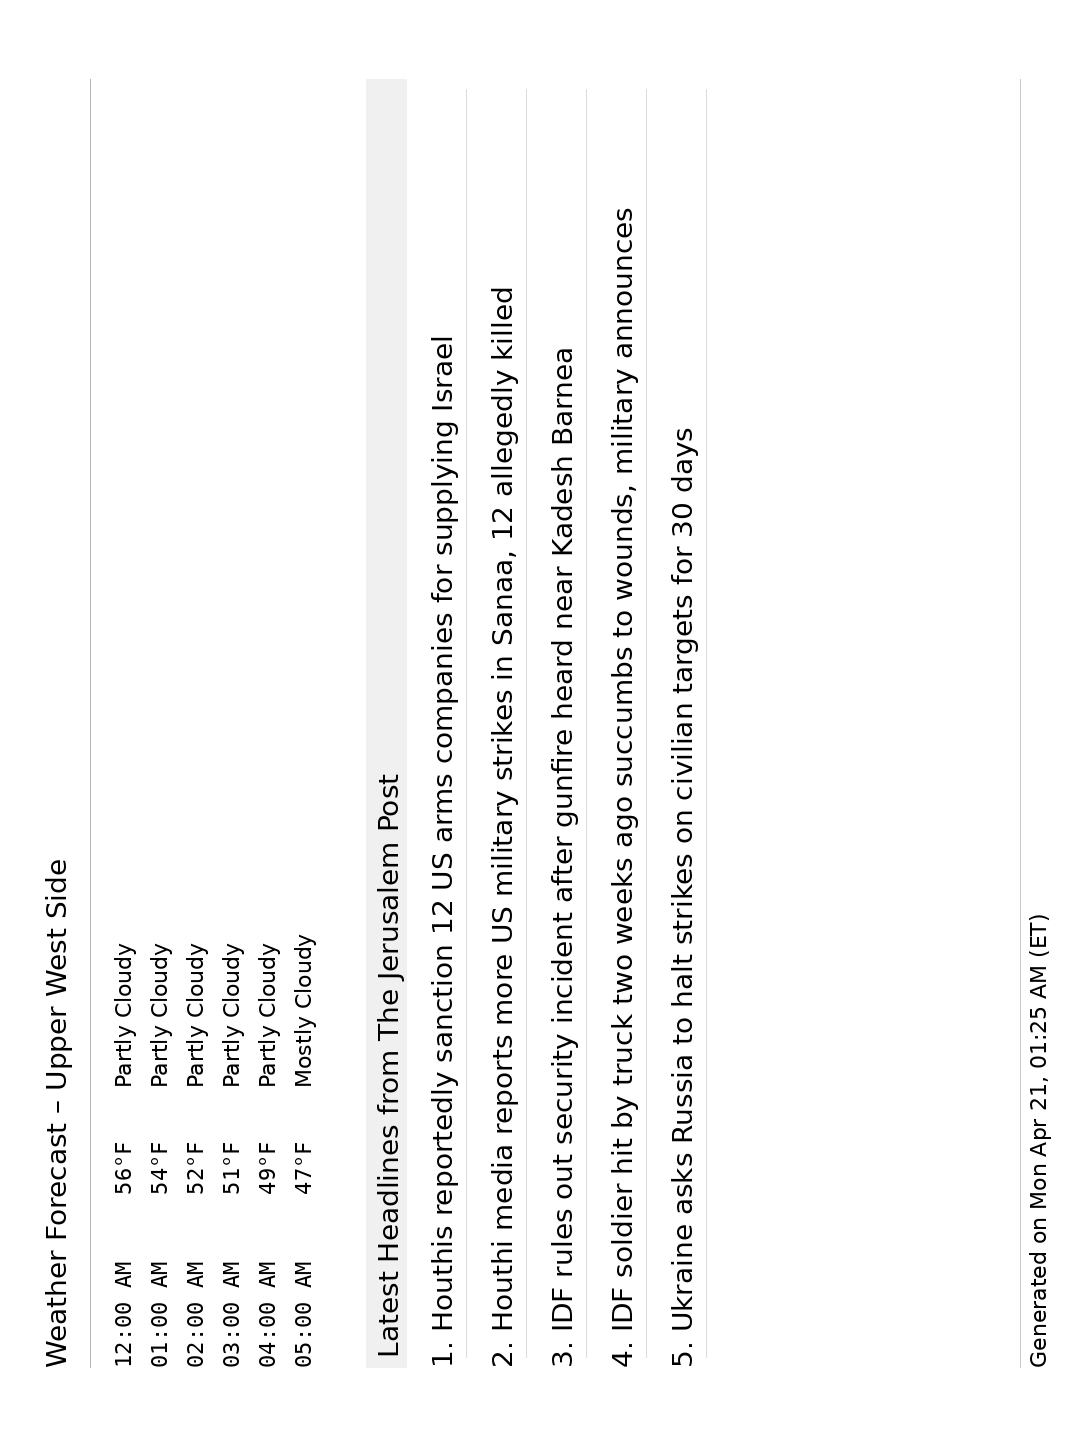 Weather Forecast – Upper West Side
12:00 AM 56°F Partly Cloudy
01:00 AM 54°F Partly Cloudy
02:00 AM 52°F Partly Cloudy
03:00 AM 51°F Partly Cloudy
04:00 AM 49°F Partly Cloudy
05:00 AM 47°F Mostly Cloudy
Latest Headlines from The Jerusalem Post
1. Houthis reportedly sanction 12 US arms companies for supplying Israel
2. Houthi media reports more US military strikes in Sanaa, 12 allegedly killed
3. IDF rules out security incident after gunfire heard near Kadesh Barnea
4. IDF soldier hit by truck two weeks ago succumbs to wounds, military announces
5. Ukraine asks Russia to halt strikes on civilian targets for 30 days
Generated on Mon Apr 21, 01:25 AM (ET)